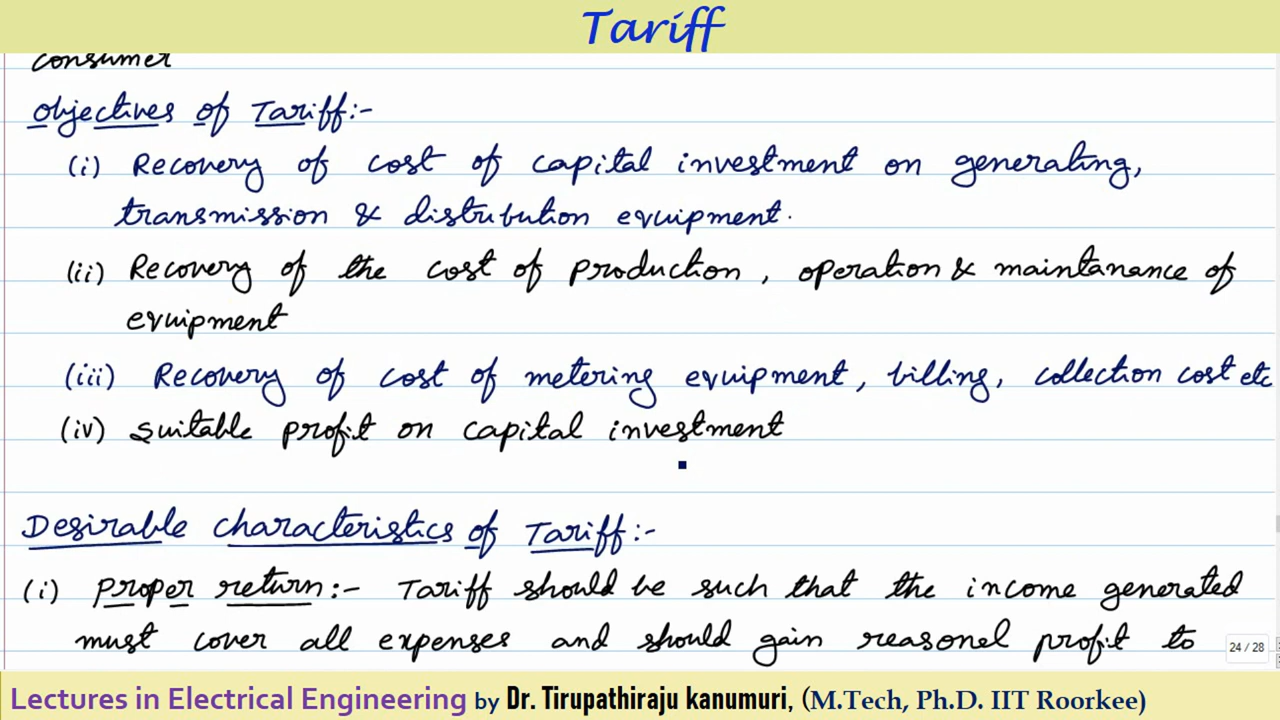 Tariff
consumer
Objectives of Tariff:-
(i) Recovery of cost of capital investment on generating,
transmission & distribution equipment.
(ii) Recovery of the cost of production, operation & maintanance of
equipment
(iii) Recovery of cost of metering equipment, billing, collection cost etc
(iv) Suitable profit on capital investment
Desirable characteristics of Tariff:-
(i) Proper return:- Tariff should be such that the income generated
must cover all expenses and should gain reasonel profit to
24 / 28
Lectures in Electrical Engineering by Dr. Tirupathiraju kanumuri, (M.Tech, Ph.D. IIT Roorkee)